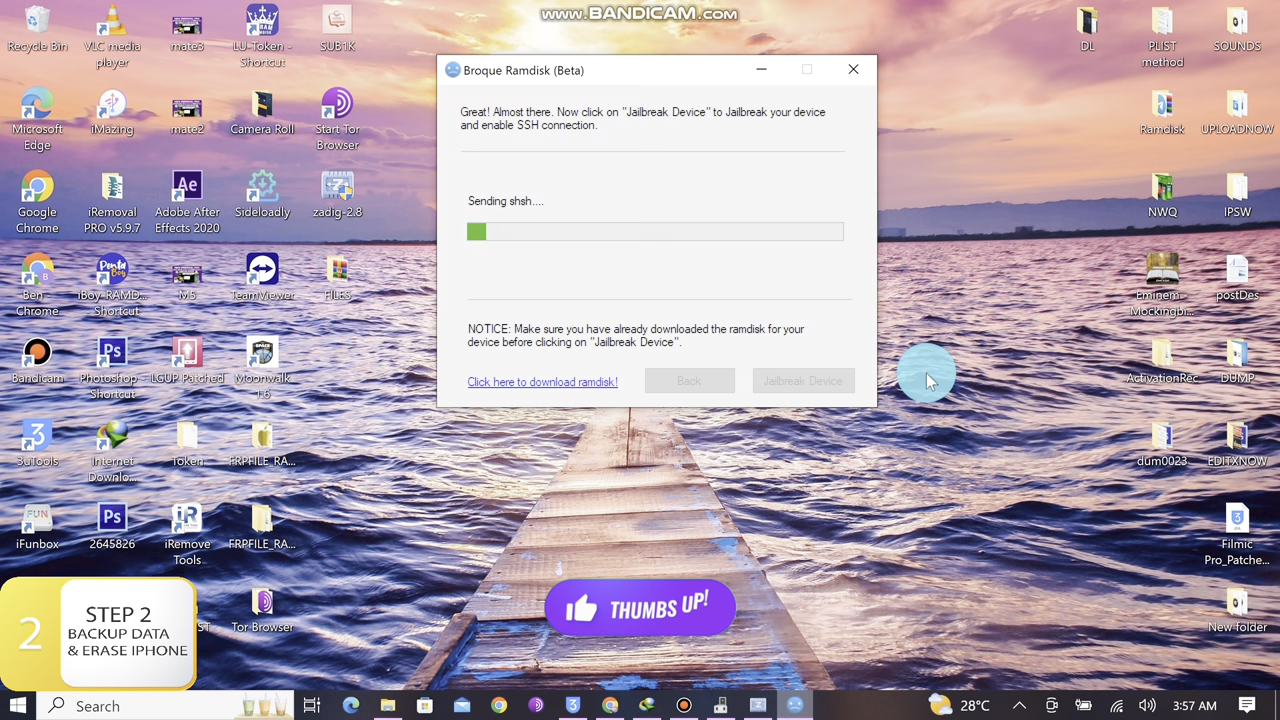 www.BANDICAM.com
Recycle Bin
VLC media
player
mate3
LU-Token -
Shortcut
SUB1K
DL
PLIST
method
SOUNDS
Microsoft
Edge
iMazing
mate2
Camera Roll
Start Tor
Browser
Ramdisk
UPLOADNOW
Google
Chrome
iRemoval
PRO v5.9.7
Adobe After
Effects 2020
Sideloadly
zadig-2.8
NWQ
IPSW
Ben -
Chrome
iBoy-RAMD...
- Shortcut
MS
TeamViewer
FILES
Eminem -
Mockingbi...
postDes
Bandicam
Photoshop -
Shortcut
LGUP Patched
Moonwalk
1.6
ActivationRec...
DUMP
3uTools
Internet
Downlo...
Token
FRPFILE_RA...
dum0023
EDITXNOW
iFunbox
2645826
iRemove
Tools
FRPFILE_RA...
Filmic
Pro_Patche...
Tor Browser
New folder
Broque Ramdisk (Beta)
Great! Almost there. Now click on "Jailbreak Device" to Jailbreak your device
and enable SSH connection.
Sending shsh....
NOTICE: Make sure you have already downloaded the ramdisk for your
device before clicking on "Jailbreak Device".
Click here to download ramdisk!
Back
Jailbreak Device
2
STEP 2
BACKUP DATA
& ERASE IPHONE
THUMBS UP!
Search
28°C
3:57 AM